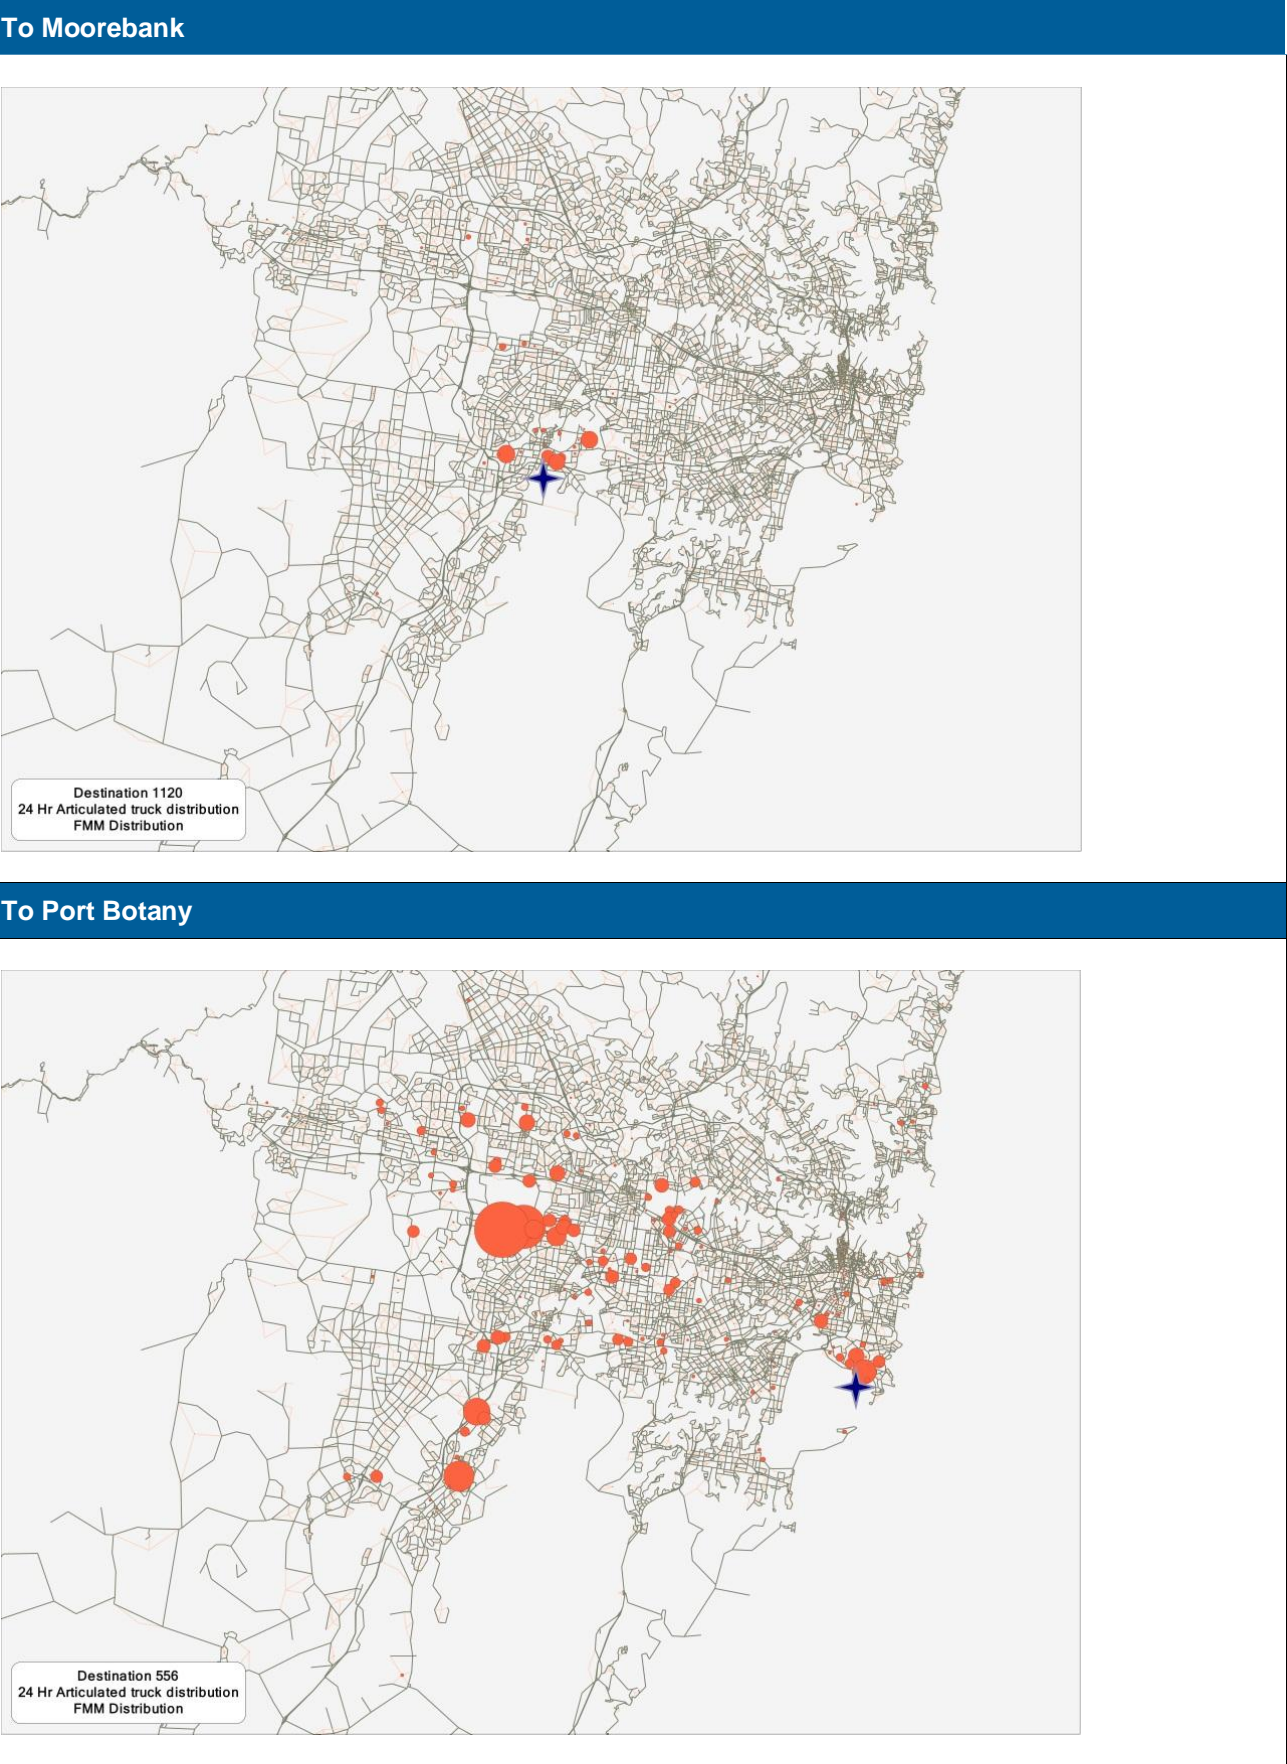 To Moorebank
Destination 1120
24 Hr Articulated truck distribution
FMM Distribution
To Port Botany
Destination 556
24 Hr Articulated truck distribution
FMM Distribution